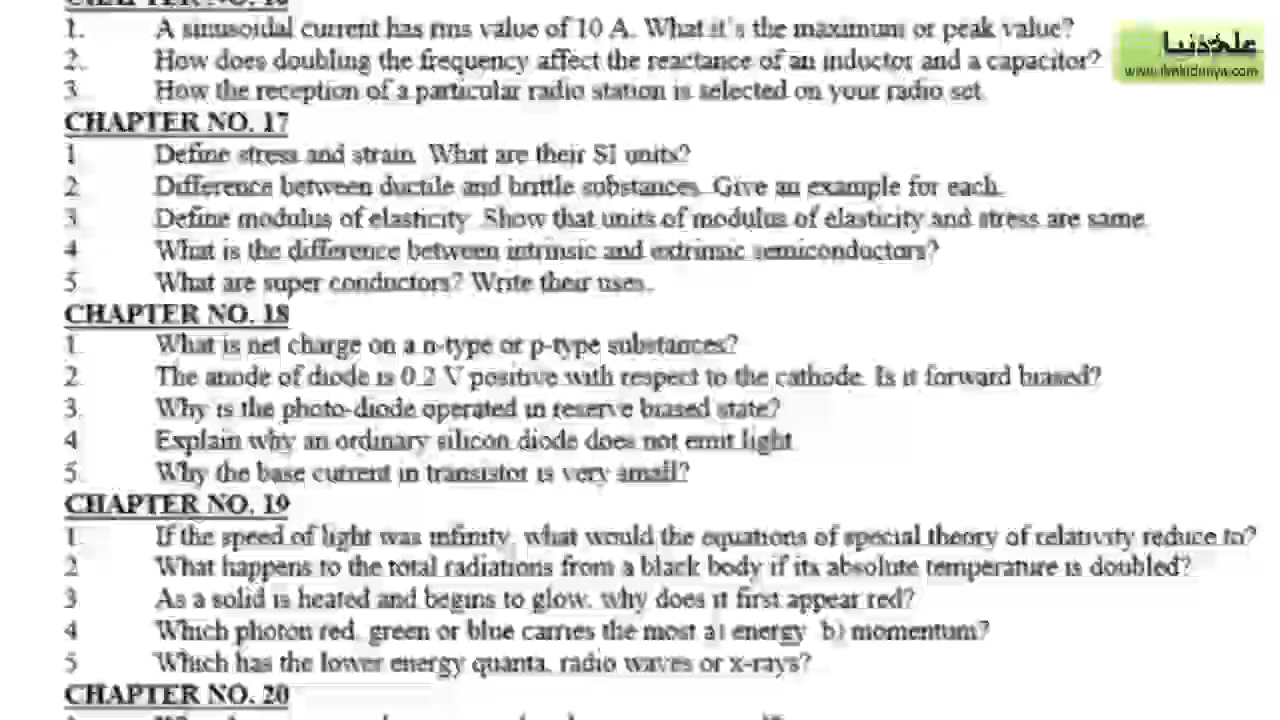 CHAPTER NO. 16
1. A sinusoidal current has rms value of 10 A. What it's the maximum or peak value?
2. How does doubling the frequency affect the reactance of an inductor and a capacitor?
3. How the reception of a particular radio station is selected on your radio set.
CHAPTER NO. 17
1. Define stress and strain. What are their SI units?
2. Difference between ductile and brittle substances. Give an example for each.
3. Define modulus of elasticity. Show that units of modulus of elasticity and stress are same.
4 What is the difference between intrinsic and extrinsic semiconductors?
5. What are super conductors? Write their uses.
CHAPTER NO. 18
1. What is net charge on a n-type or p-type substances?
2. The anode of diode is 0.2 V positive with respect to the cathode. Is it forward biased?
3. Why is the photo-diode operated in reserve biased state?
4 Explain why an ordinary silicon diode does not emit light
5. Why the base current in transistor is very small?
CHAPTER NO. 19
1. If the speed of light was infinity, what would the equations of special theory of relativity reduce to?
2 What happens to the total radiations from a black body if its absolute temperature is doubled?
3 As a solid is heated and begins to glow, why does it first appear red?
4 Which photon red, green or blue carries the most a) energy b) momentum?
5 Which has the lower energy quanta, radio waves or x-rays?
CHAPTER NO. 20
www.ilmkidunya.com